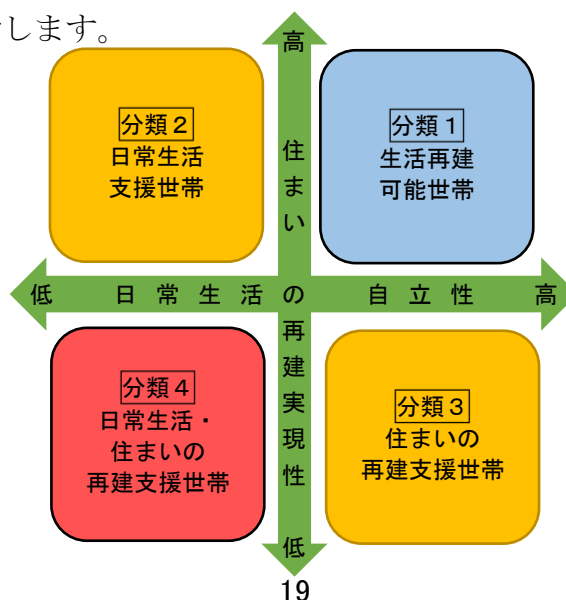 します。
高
分類２
日常生活
支援世帯
分類１
生活再建
可能世帯
住まいの再建実現性
低 日常生活の自立性 高
分類４
日常生活・
住まいの
再建支援世帯
分類３
住まいの
再建支援世帯
低
19